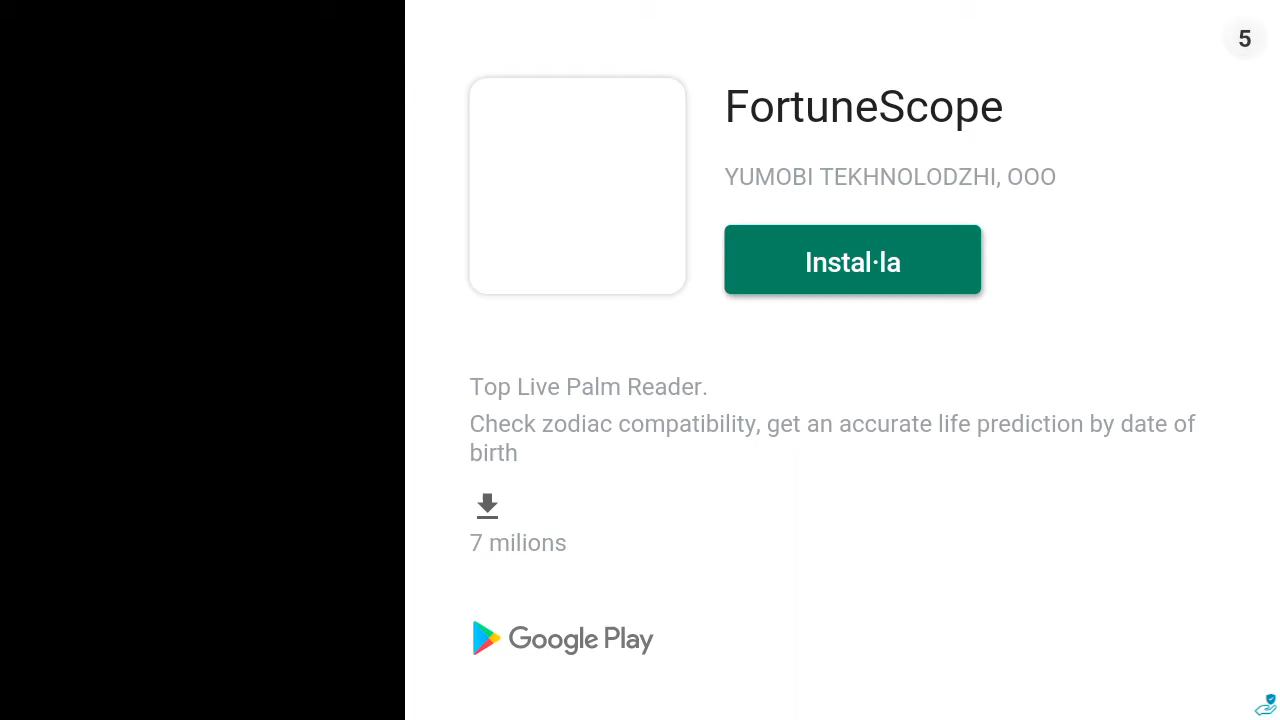 5
FortuneScope
YUMOBI TEKHNOLODZHI, OOO
Instal·la
Top Live Palm Reader.
Check zodiac compatibility, get an accurate life prediction by date of
birth
7 milions
Google Play